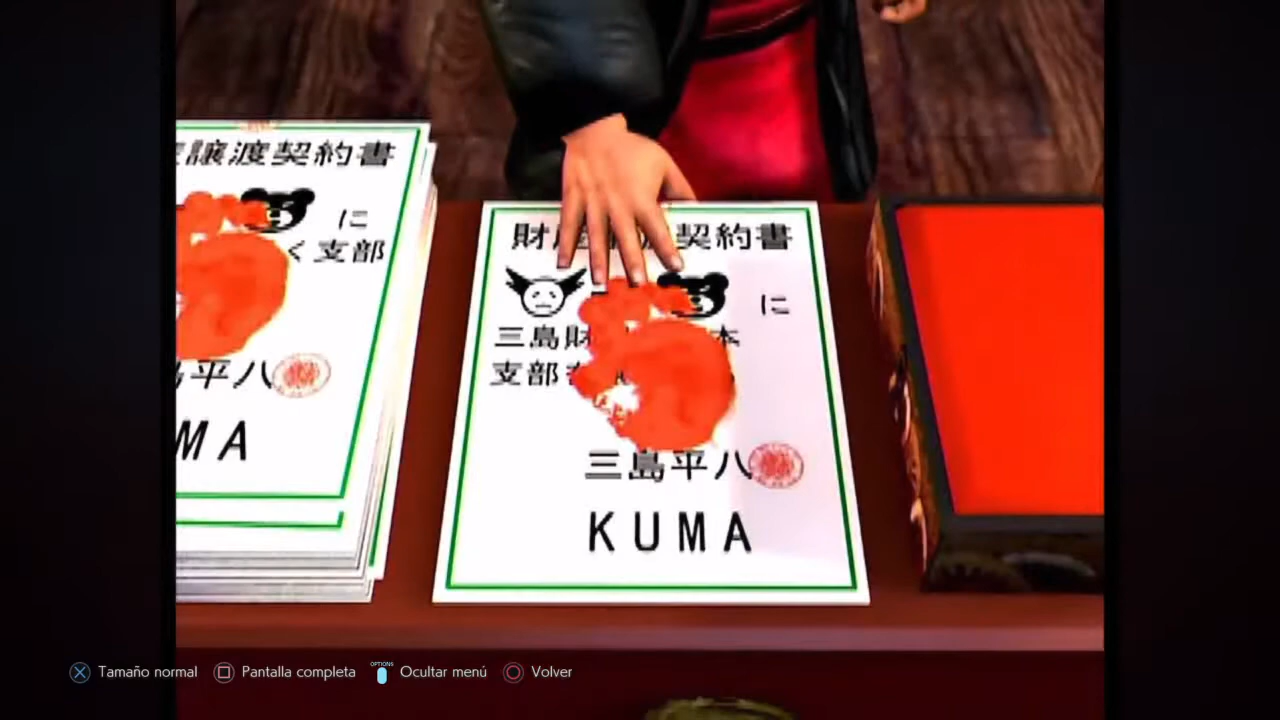 譲渡契約書
に
く支部
島平八
MA
財産 渡契約書
に
三島財 本
支部を
三島平八
KUMA
OPTIONS
Tamaño normal Pantalla completa Ocultar menú Volver